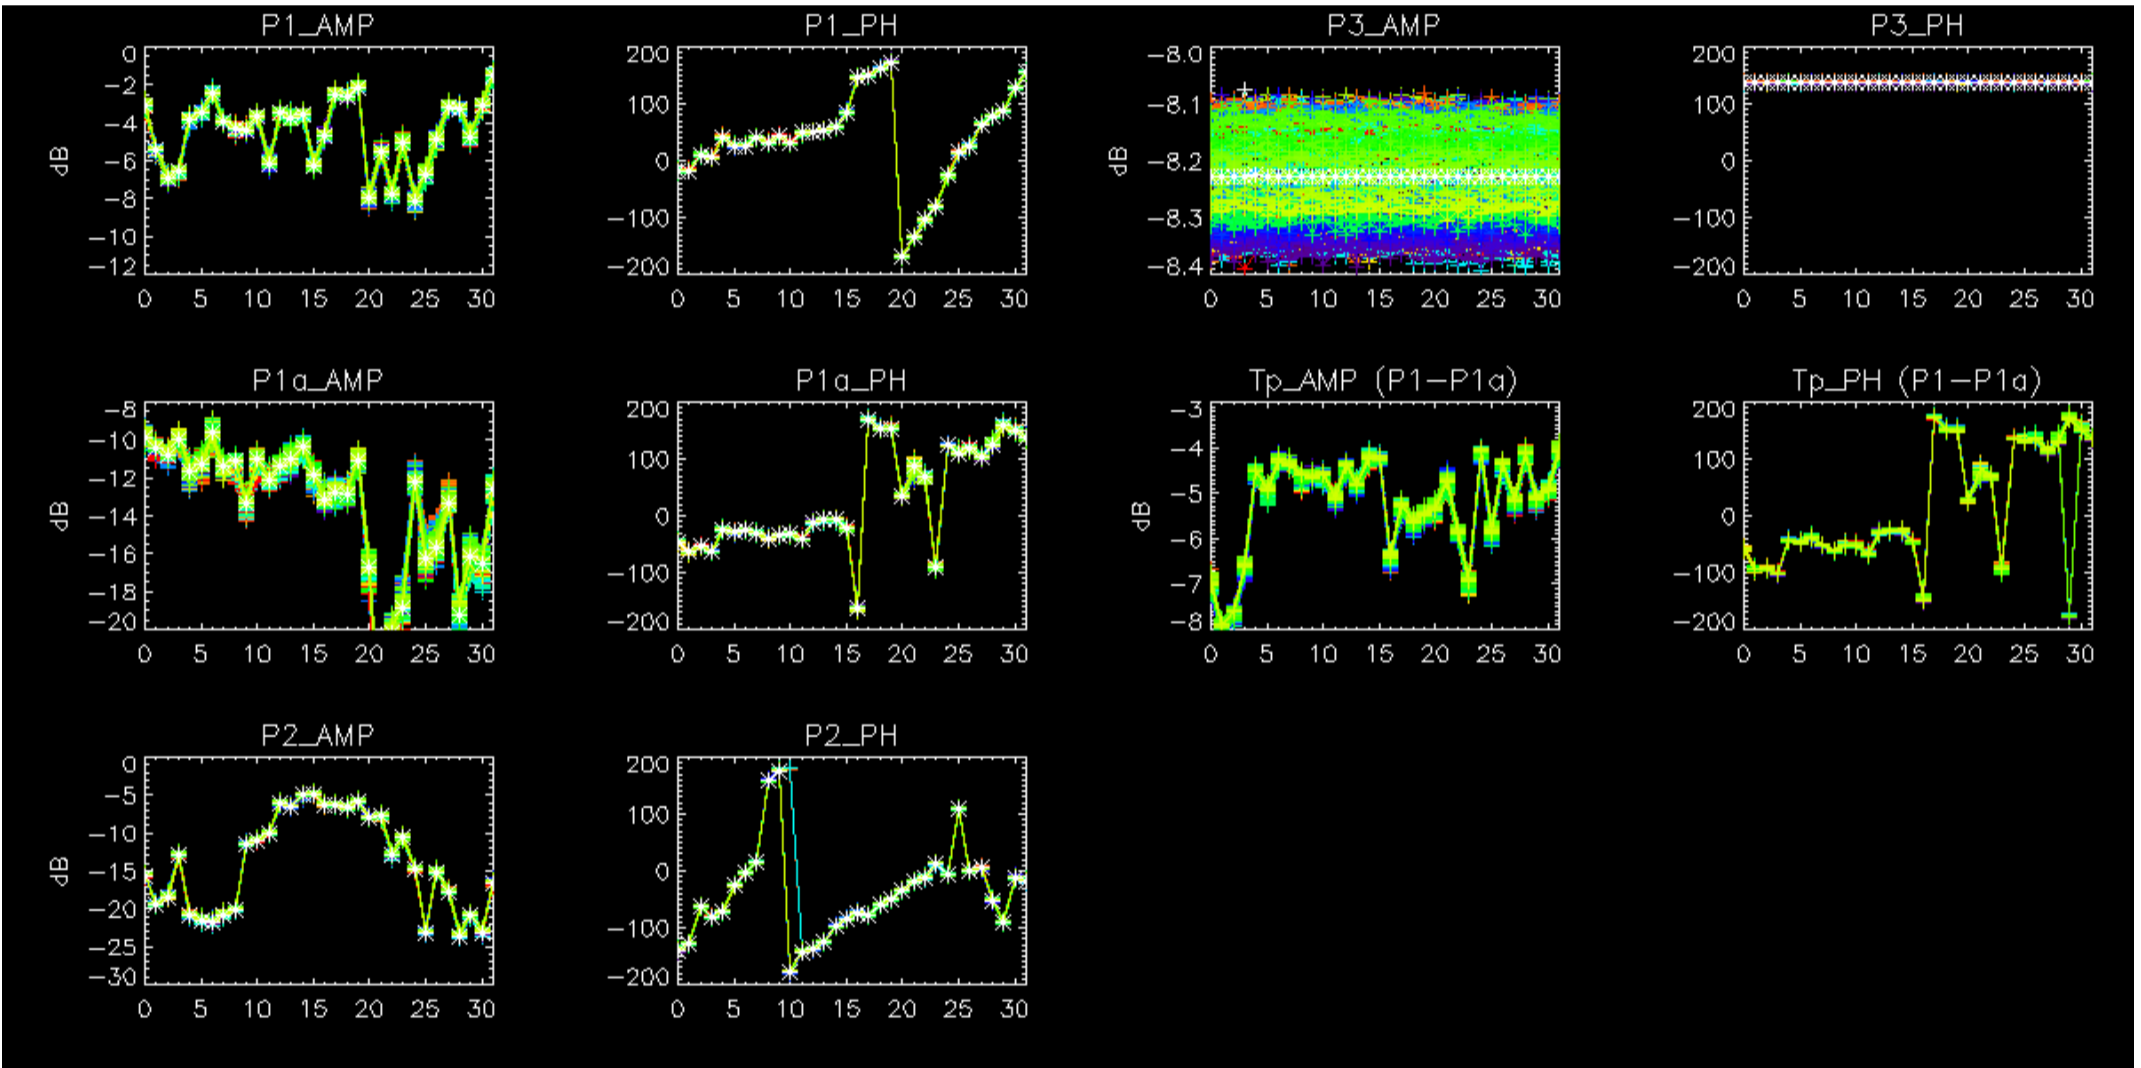 P1_AMP
P1_PH
P3_AMP
P3_PH
0
−2
−4
−6
−8
−10
−12
dB
0 5 10 15 20 25 30
200
100
0
−100
−200
0 5 10 15 20 25 30
−8.0
−8.1
−8.2
−8.3
−8.4
dB
0 5 10 15 20 25 30
200
100
0
−100
−200
0 5 10 15 20 25 30
P1a_AMP
P1a_PH
Tp_AMP (P1−P1a)
Tp_PH (P1−P1a)
−8
−10
−12
−14
−16
−18
−20
dB
0 5 10 15 20 25 30
200
100
0
−100
−200
0 5 10 15 20 25 30
−3
−4
−5
−6
−7
−8
dB
0 5 10 15 20 25 30
200
100
0
−100
−200
0 5 10 15 20 25 30
P2_AMP
P2_PH
0
−5
−10
−15
−20
−25
−30
dB
0 5 10 15 20 25 30
200
100
0
−100
−200
0 5 10 15 20 25 30